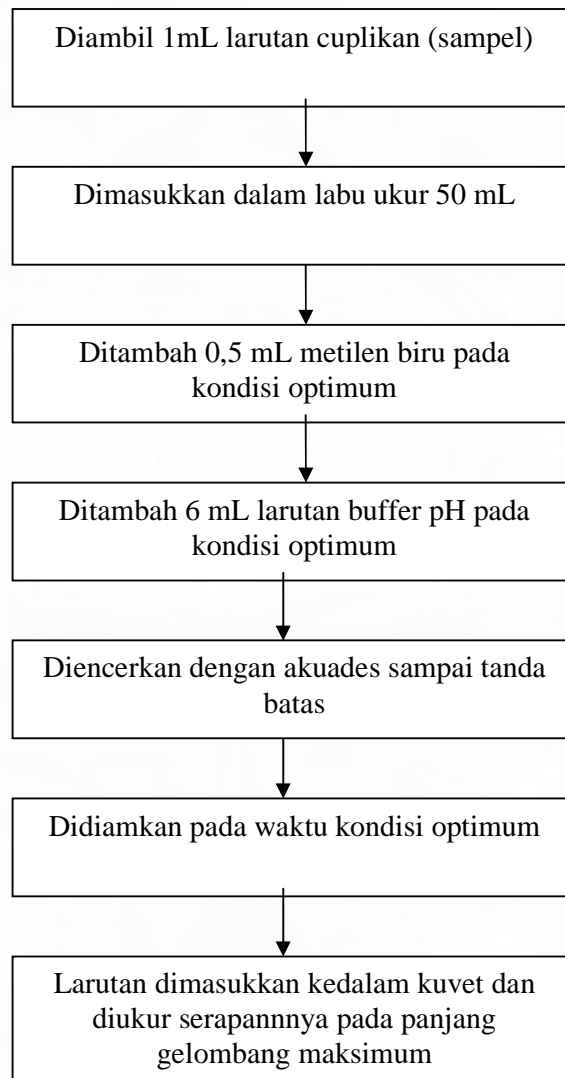 Diambil 1mL larutan cuplikan (sampel)
Dimasukkan dalam labu ukur 50 mL
Ditambah 0,5 mL metilen biru pada
kondisi optimum
Ditambah 6 mL larutan buffer pH pada
kondisi optimum
Diencerkan dengan akuades sampai tanda
batas
Didiamkan pada waktu kondisi optimum
Larutan dimasukkan kedalam kuvet dan
diukur serapannnya pada panjang
gelombang maksimum